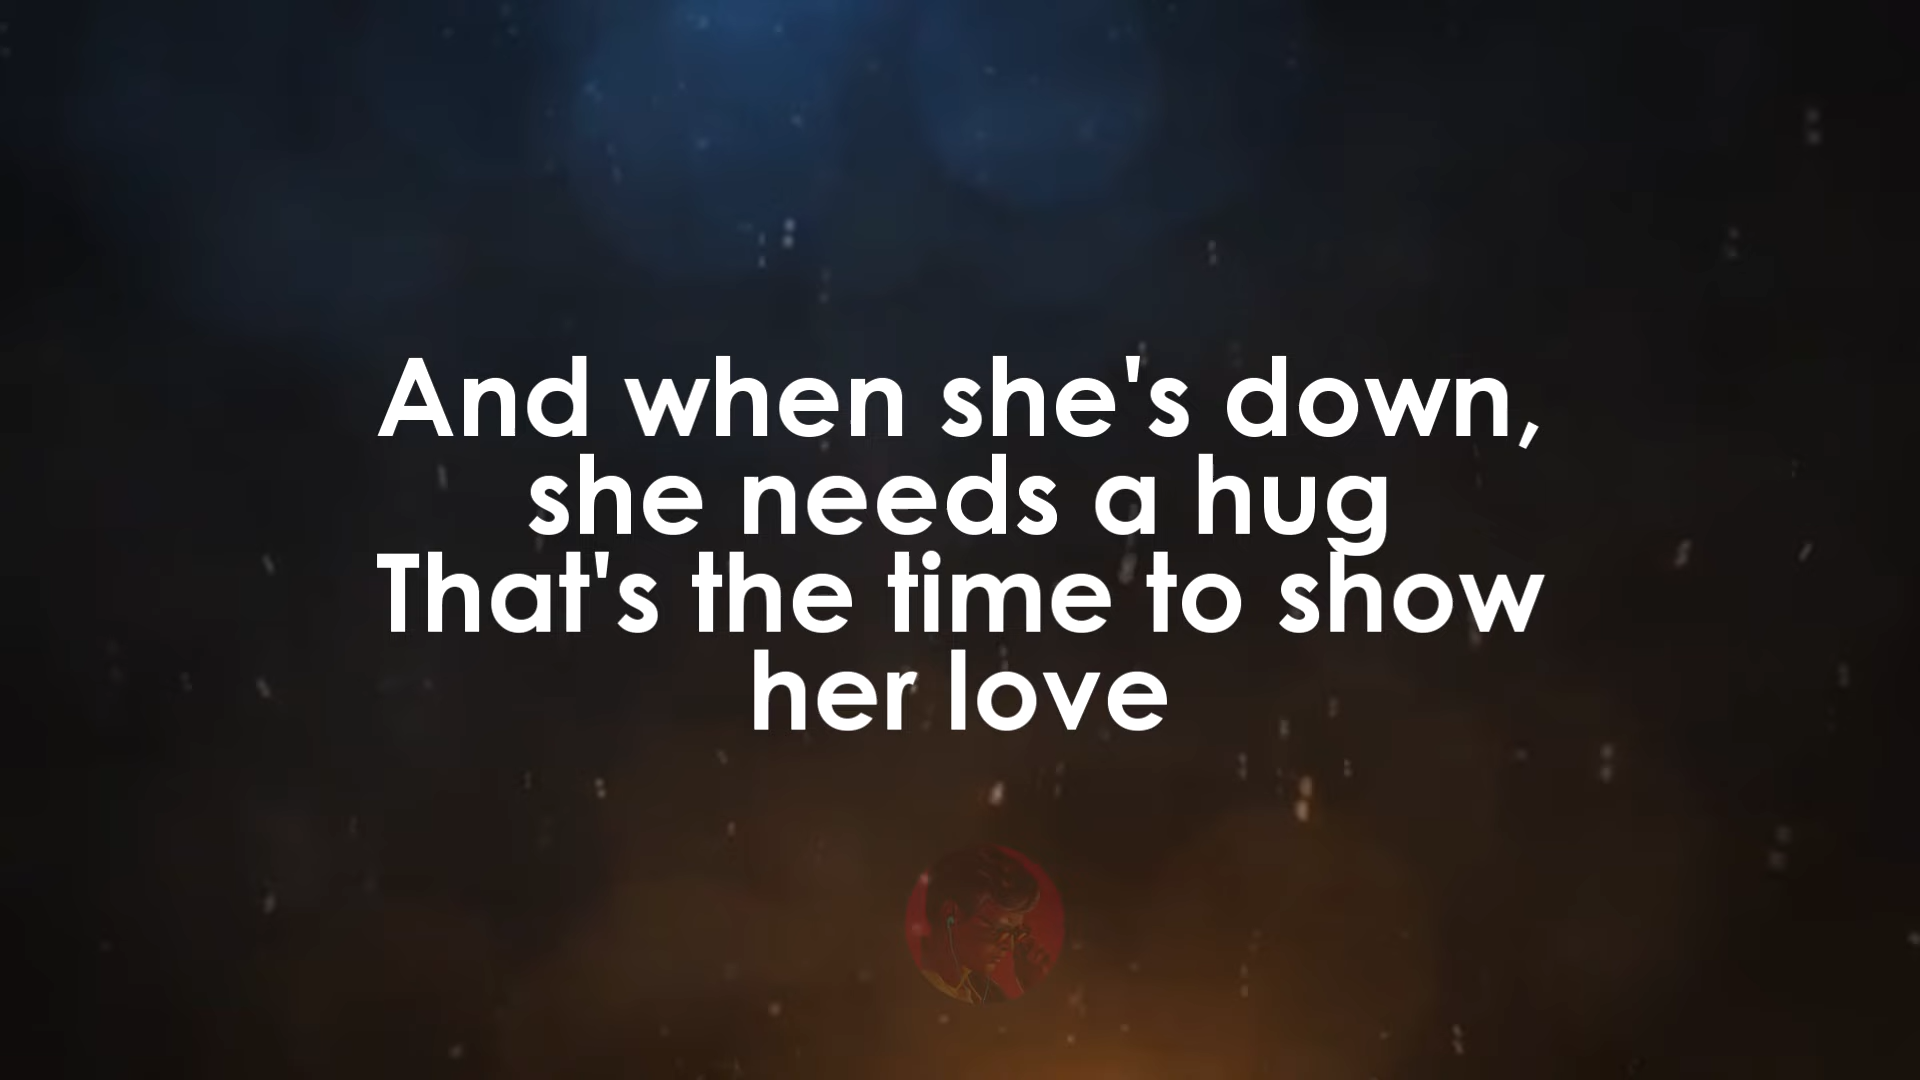 And when she's down,
she needs a hug
That's the time to show
her love